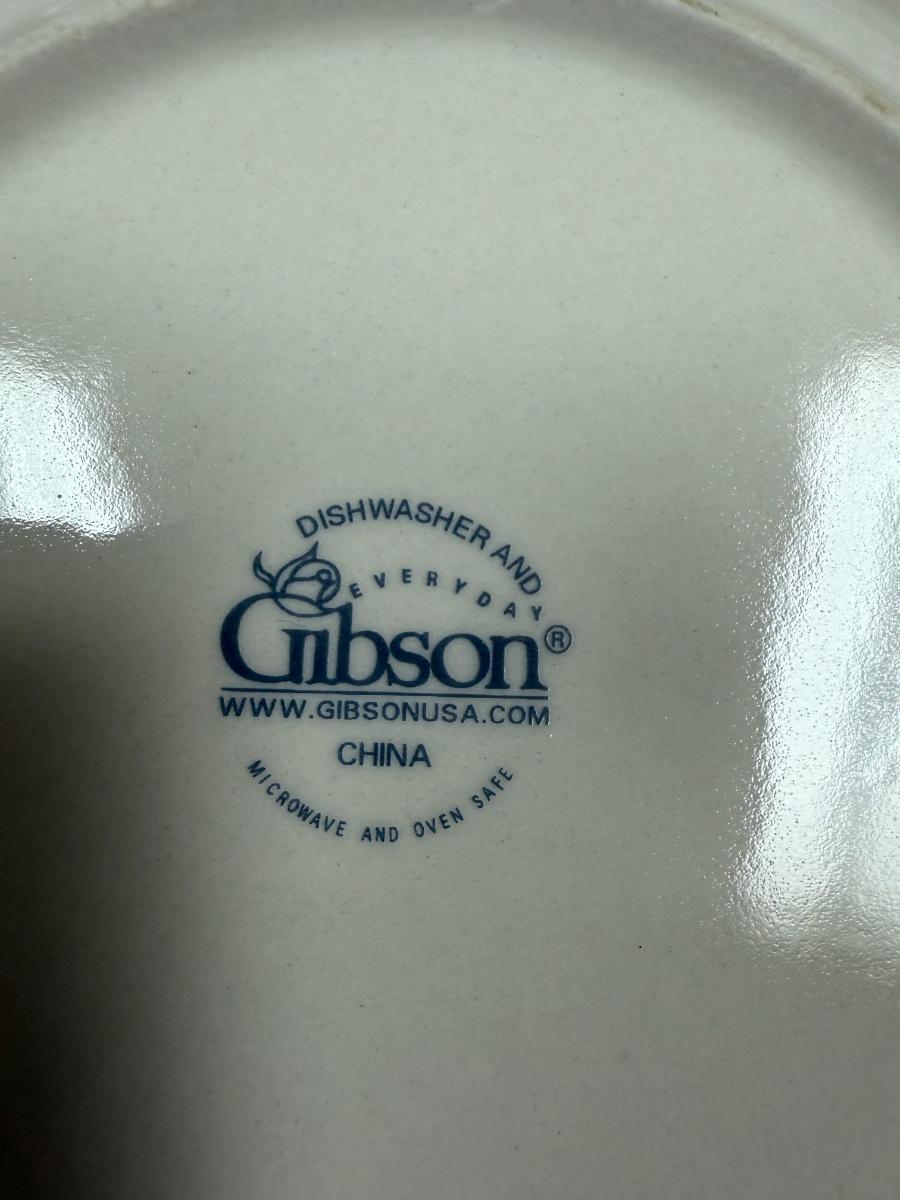 DISHWASHER AND
EVERYDAY
Gibson®
WWW.GIBSONUSA.COM
CHINA
MICROWAVE AND OVEN SAFE